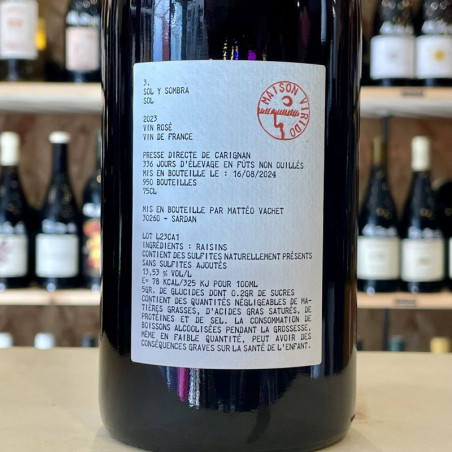 3.
SOL Y SOMBRA
SOL
MAISON VIRIDO
2023
VIN ROSÉ
VIN DE FRANCE
PRESSE DIRECTE DE CARIGNAN
336 JOURS D'ÉLEVAGE EN FÛTS NON OUILLÉS
MIS EN BOUTEILLE LE : 16/08/2024
950 BOUTEILLES
75CL
MIS EN BOUTEILLE PAR MATTÉO VACHET
30260 - SARDAN
LOT L23CA1
INGRÉDIENTS : RAISINS
CONTIENT DES SULFITES NATURELLEMENT PRÉSENTS
SANS SULFITES AJOUTÉS
13,53 % VOL/L
E= 78 KCAL/325 KJ POUR 100ML
5GR. DE GLUCIDES DONT 0.2GR DE SUCRES
CONTIENT DES QUANTITÉS NÉGLIGEABLES DE MA-
TIÈRES GRASSES, D'ACIDES GRAS SATURÉS, DE
PROTÉINES ET DE SEL. LA CONSOMMATION DE
BOISSONS ALCOOLISÉES PENDANT LA GROSSESSE,
MÊME EN FAIBLE QUANTITÉ, PEUT AVOIR DES
CONSÉQUENCES GRAVES SUR LA SANTÉ DE L'ENFANT.